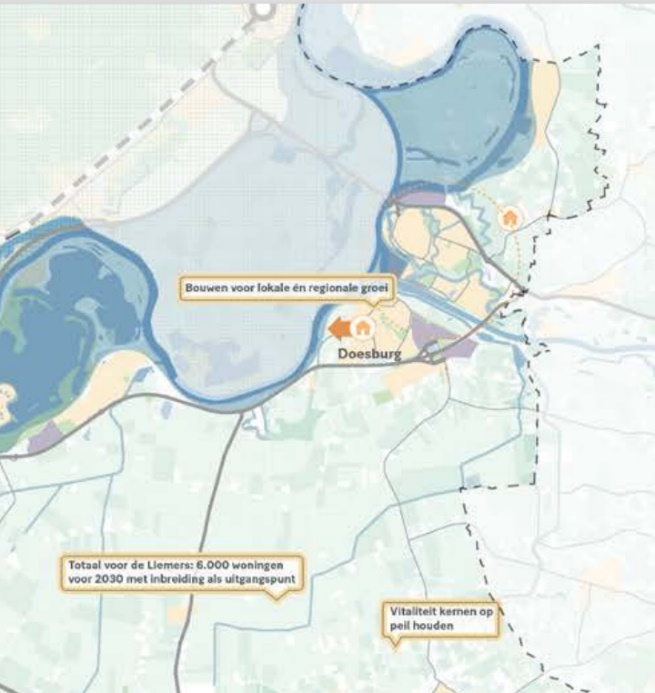 Bouwen voor lokale én regionale groei
Doesburg
Totaal voor de Liemers: 6.000 woningen
voor 2030 met inbreiding als uitgangspunt
Vitaliteit kernen op
peil houden